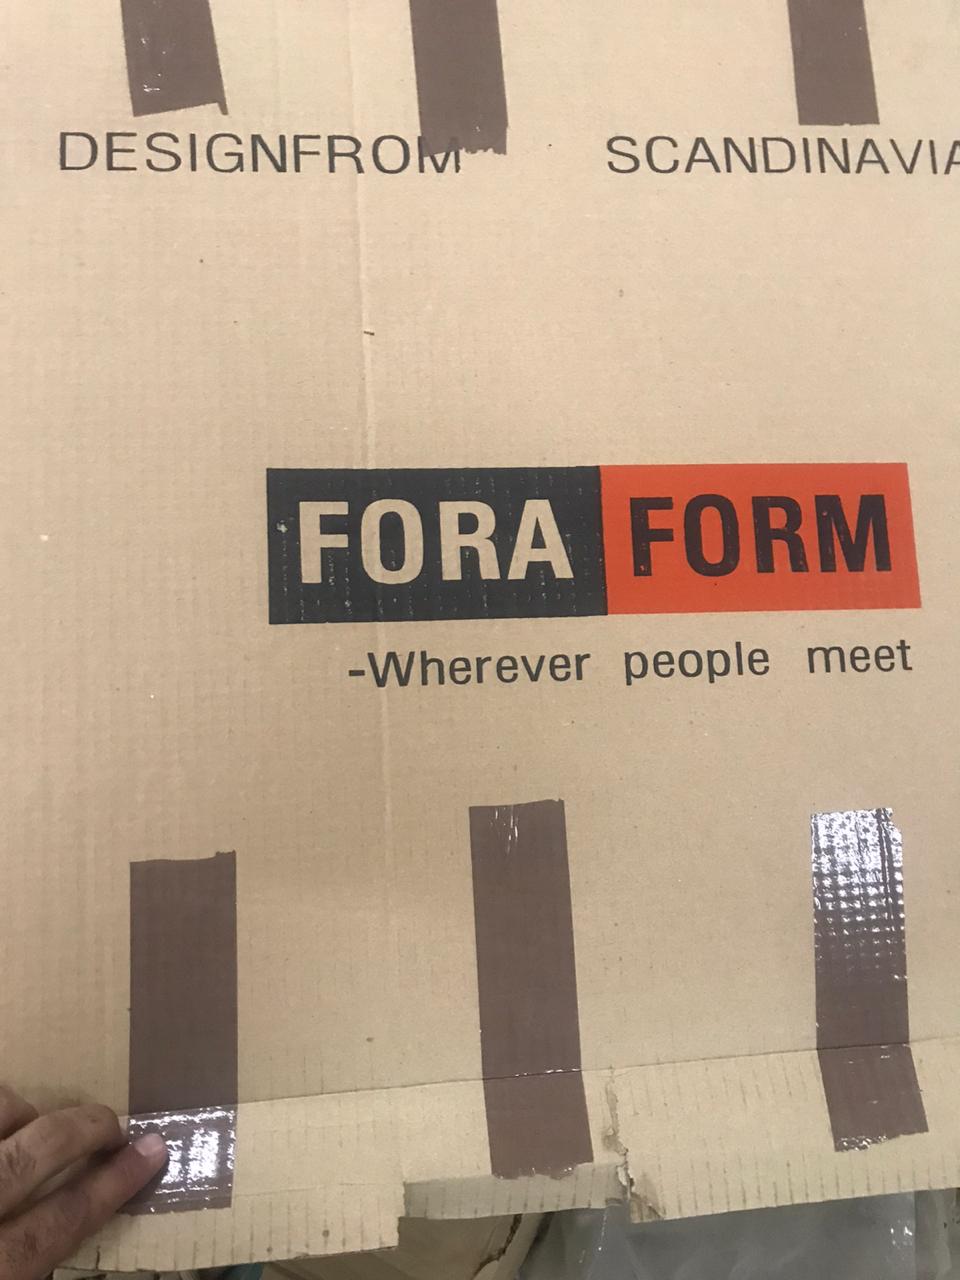 DESIGNFROM SCANDINAVIA
FORA FORM
-Wherever people meet